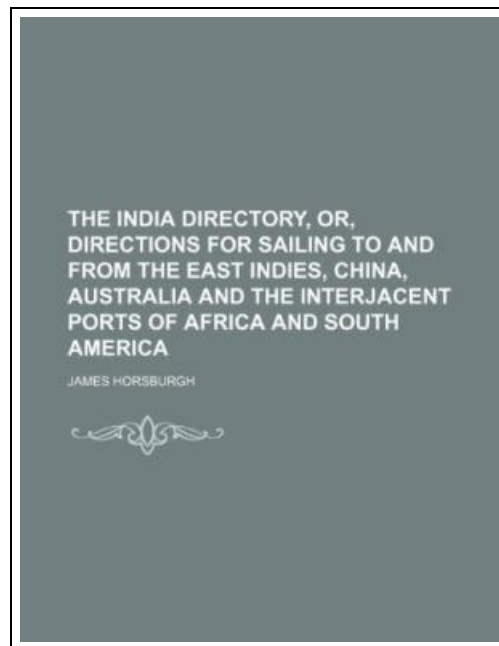 THE INDIA DIRECTORY, OR,
DIRECTIONS FOR SAILING TO AND
FROM THE EAST INDIES, CHINA,
AUSTRALIA AND THE INTERJACENT
PORTS OF AFRICA AND SOUTH
AMERICA
JAMES HORSBURGH